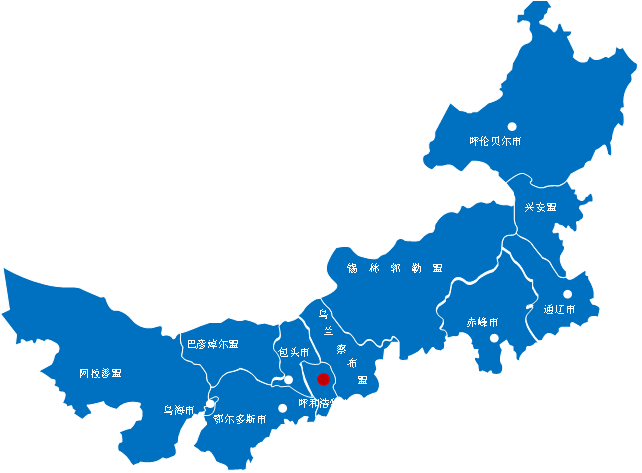 呼伦贝尔市
兴安盟
锡林郭勒盟
通辽市
赤峰市
乌兰察布盟
巴彦淖尔盟
包头市
阿拉善盟
乌海市
鄂尔多斯市
呼和浩